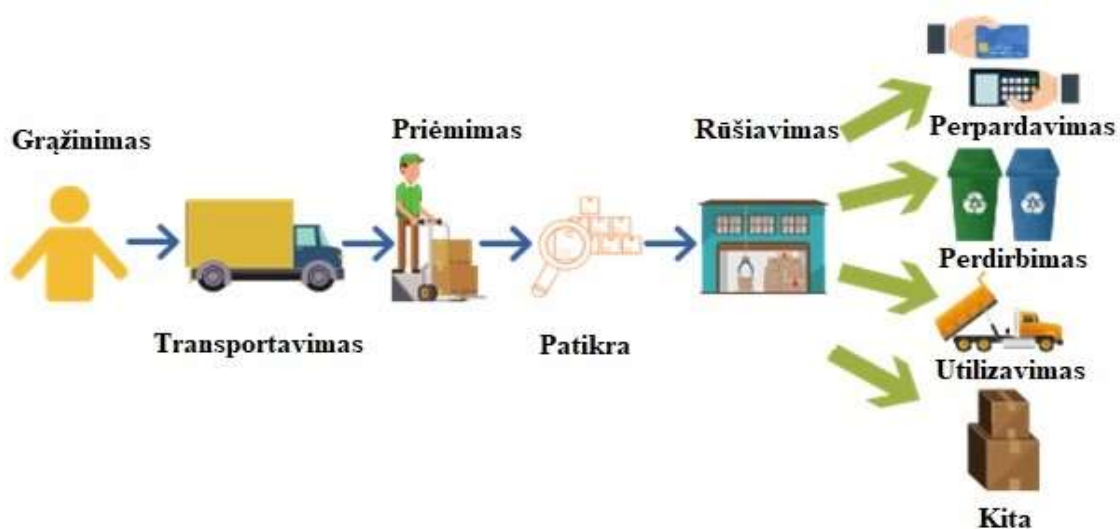 Grąžinimas
Transportavimas
Priėmimas
Patikra
Rūšiavimas
Perpardavimas
Perdirbimas
Utilizavimas
Kita